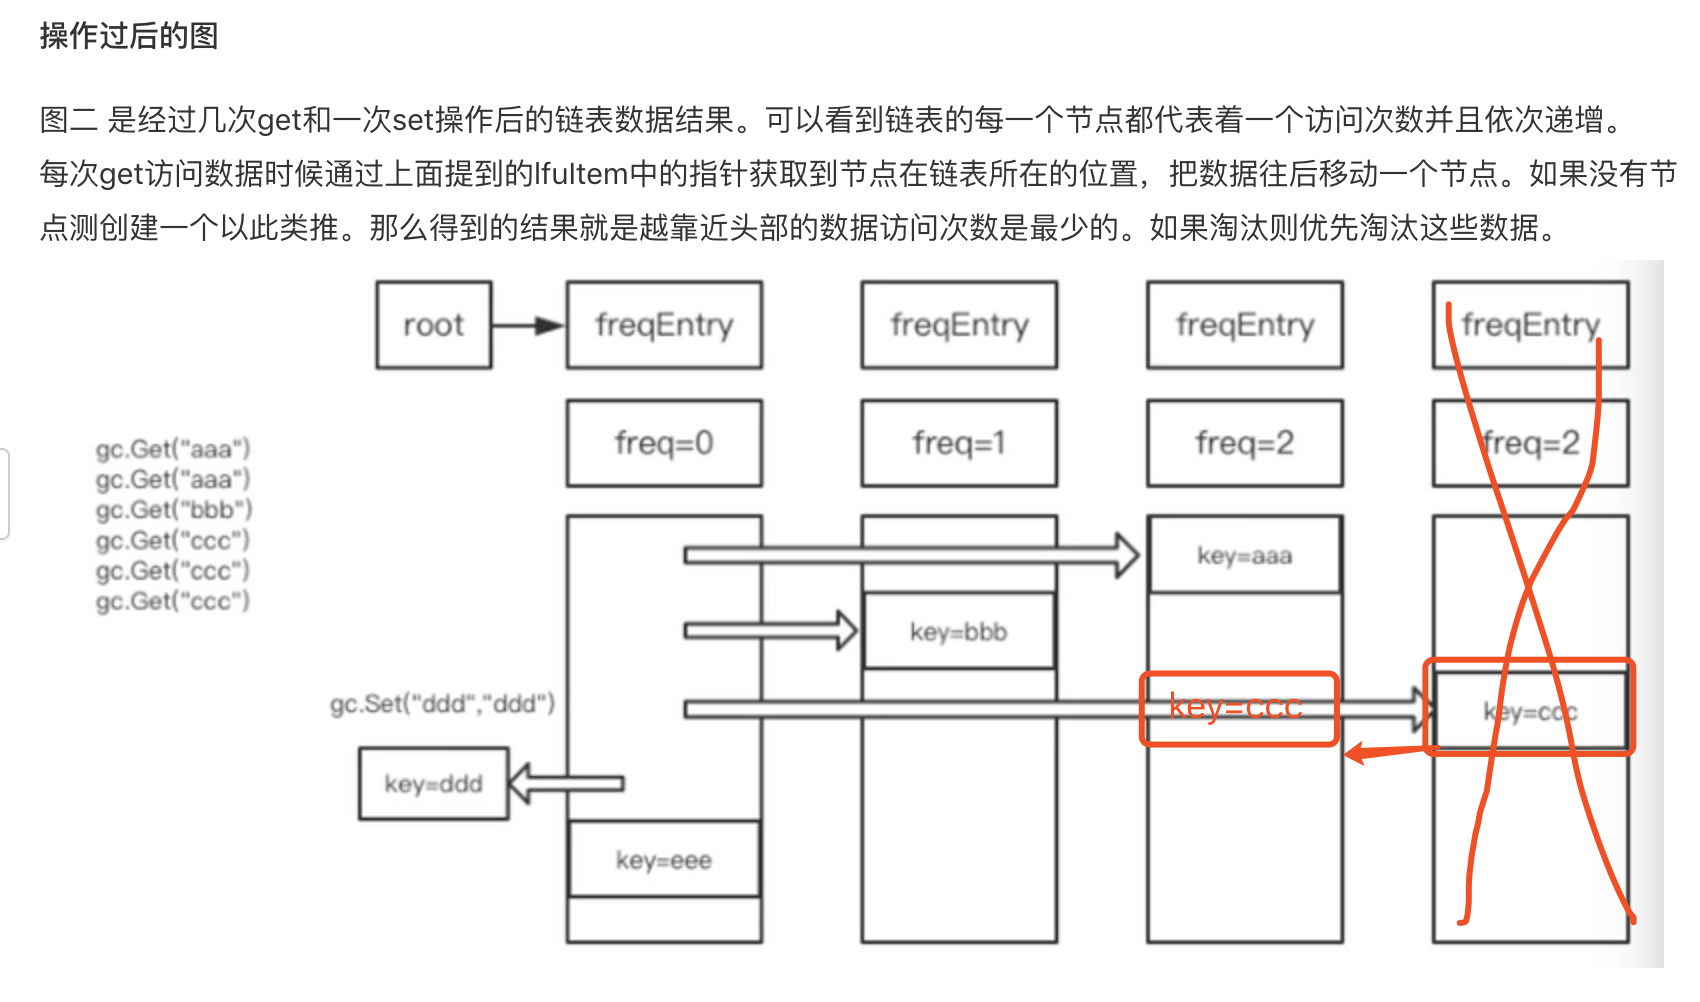 操作过后的图
图二 是经过几次get和一次set操作后的链表数据结果。可以看到链表的每一个节点都代表着一个访问次数并且依次递增。
每次get访问数据时候通过上面提到的lfuItem中的指针获取到节点在链表所在的位置，把数据往后移动一个节点。如果没有节
点测创建一个以此类推。那么得到的结果就是越靠近头部的数据访问次数是最少的。如果淘汰则优先淘汰这些数据。
root
freqEntry
freqEntry
freqEntry
freqEntry
freq=0
freq=1
freq=2
freq=2
gc.Get("aaa")
gc.Get("aaa")
gc.Get("bbb")
gc.Get("ccc")
gc.Get("ccc")
gc.Get("ccc")
key=aaa
key=bbb
gc.Set("ddd","ddd")
key=ccc
key=ccc
key=ddd
key=eee